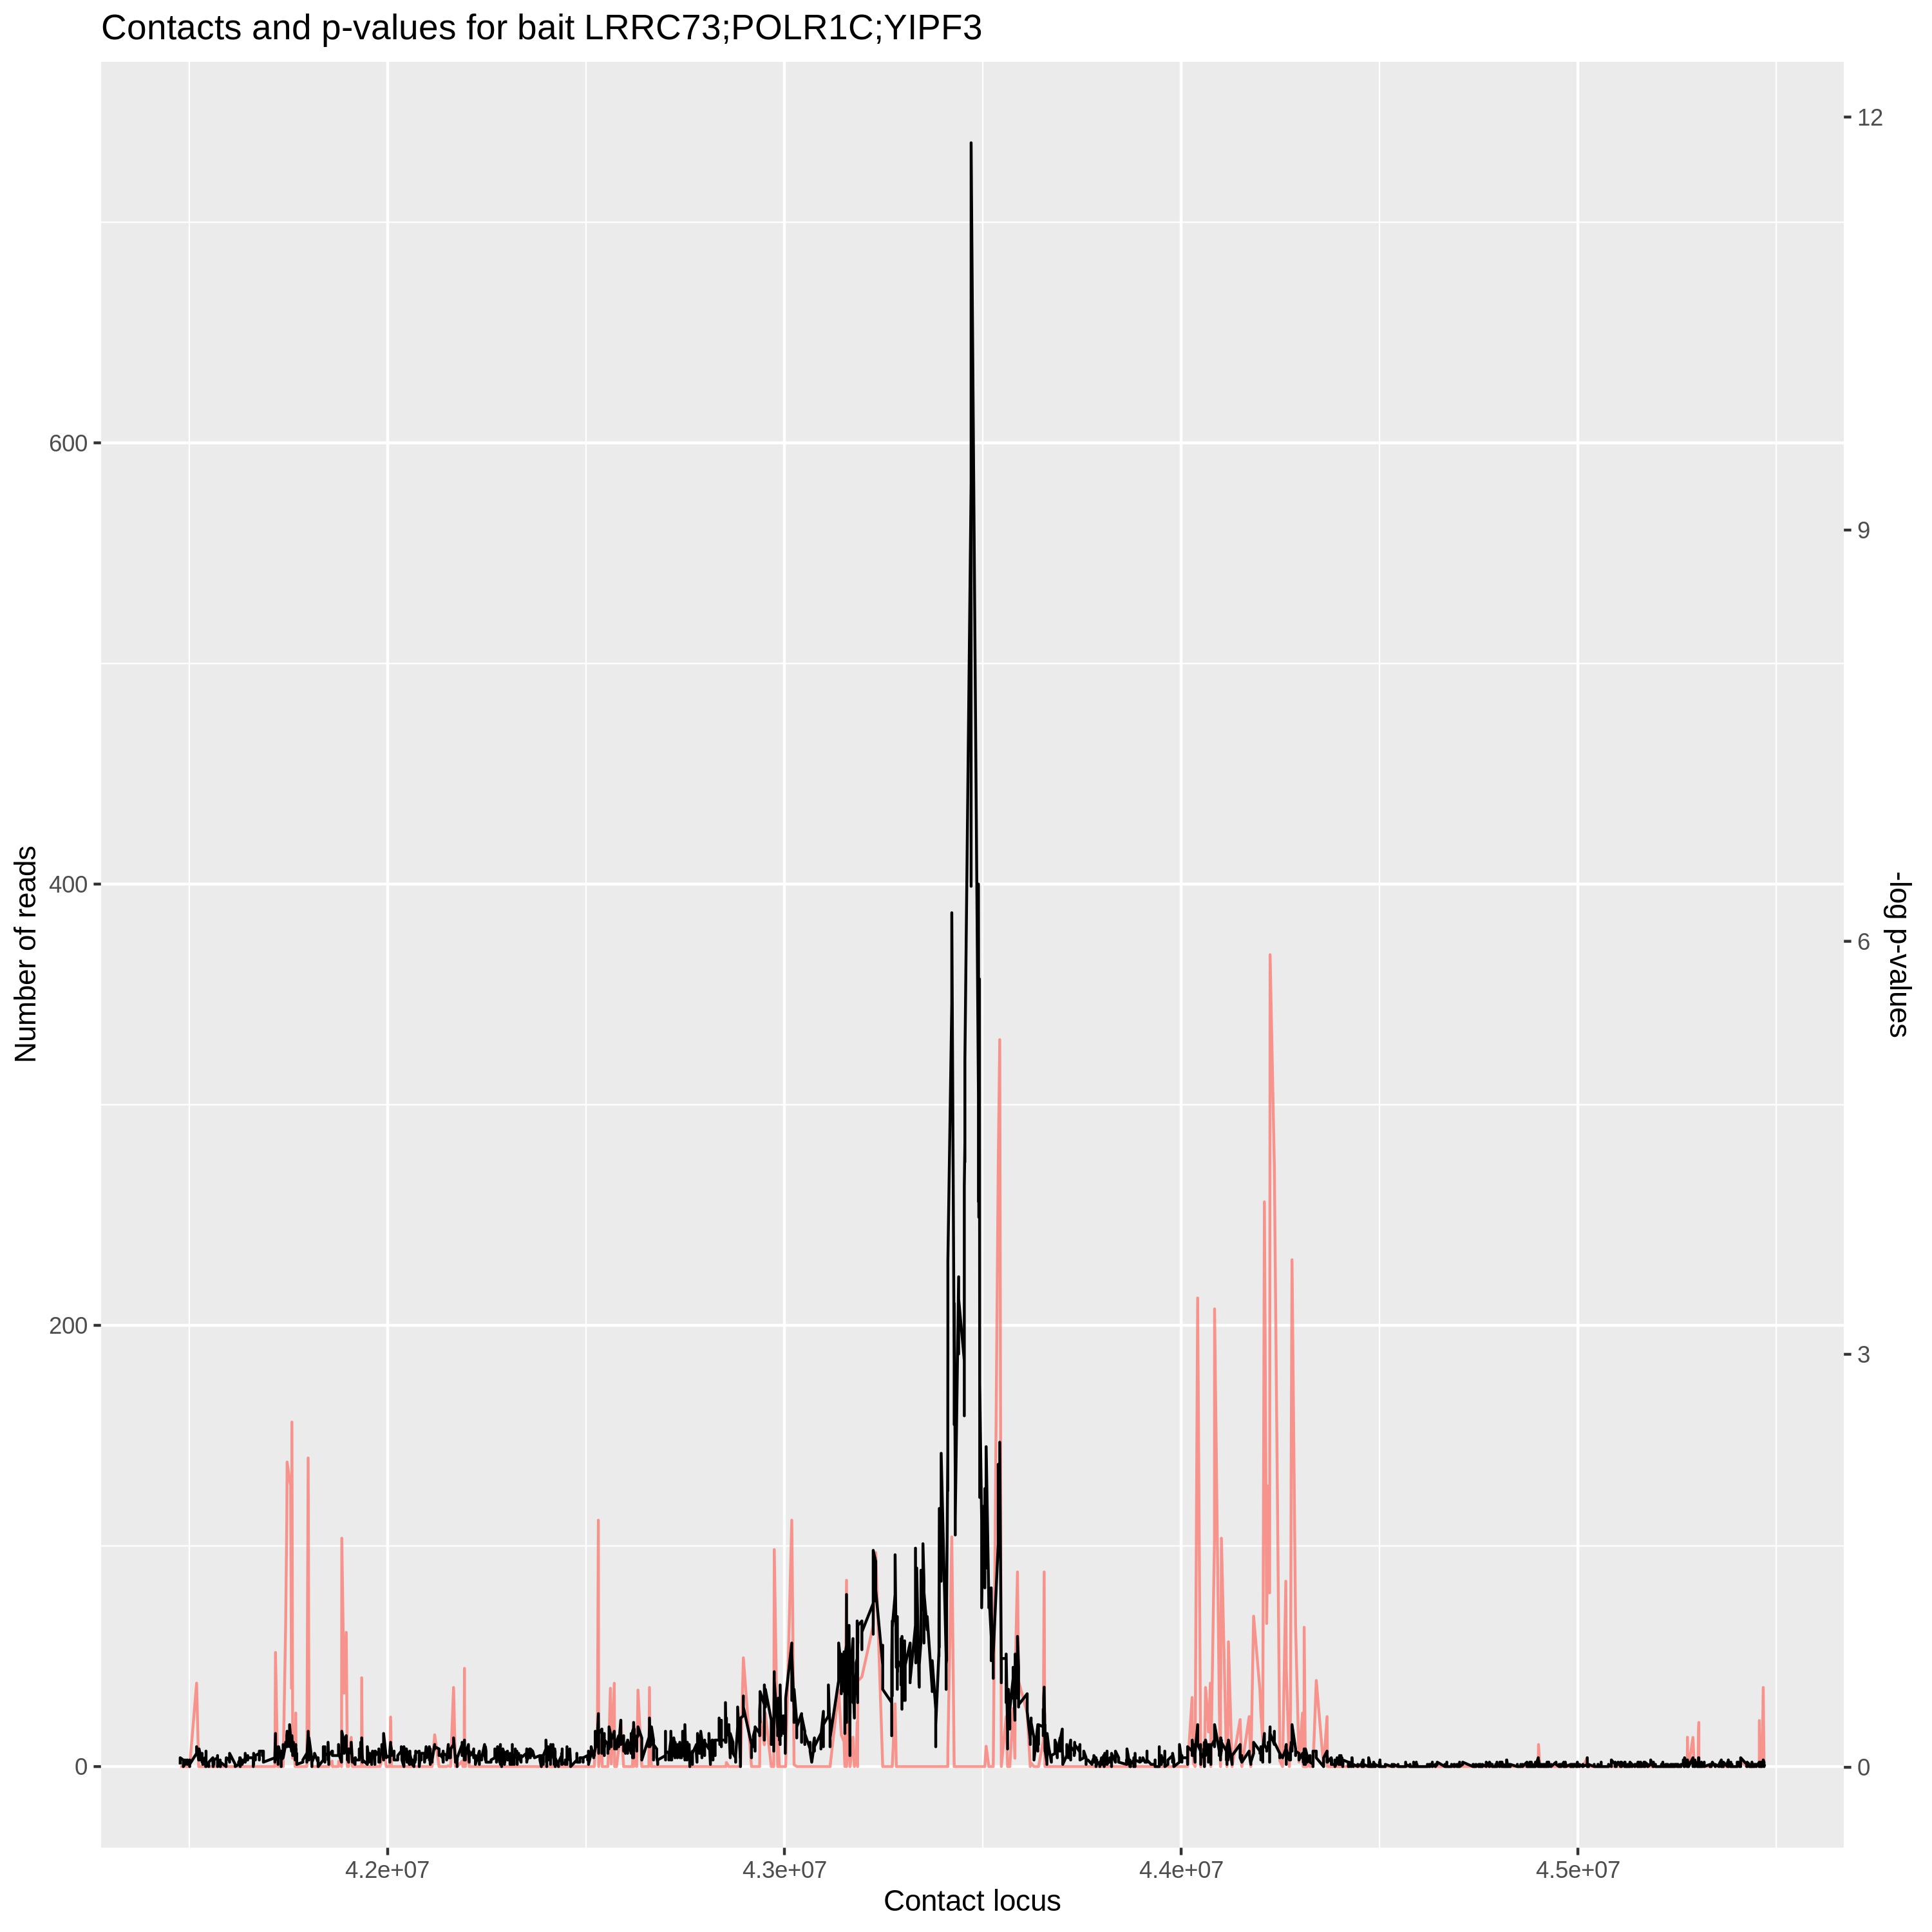 Contacts and p-values for bait LRRC73;POLR1C;YIPF3
12
9
6
3
0
600
400
200
0
Number of reads
-log p-values
4.2e+07
4.3e+07
4.4e+07
4.5e+07
Contact locus